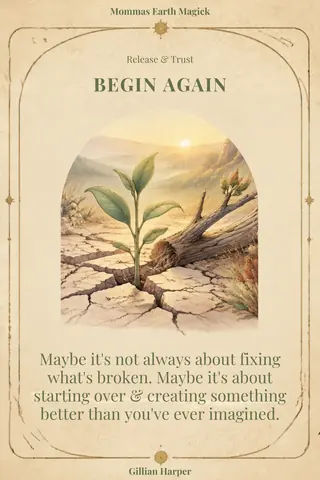 Mommas Earth Magick
Release & Trust
BEGIN AGAIN
Maybe it's not always about fixing
what's broken. Maybe it's about
starting over & creating something
better than you've ever imagined.
Gillian Harper